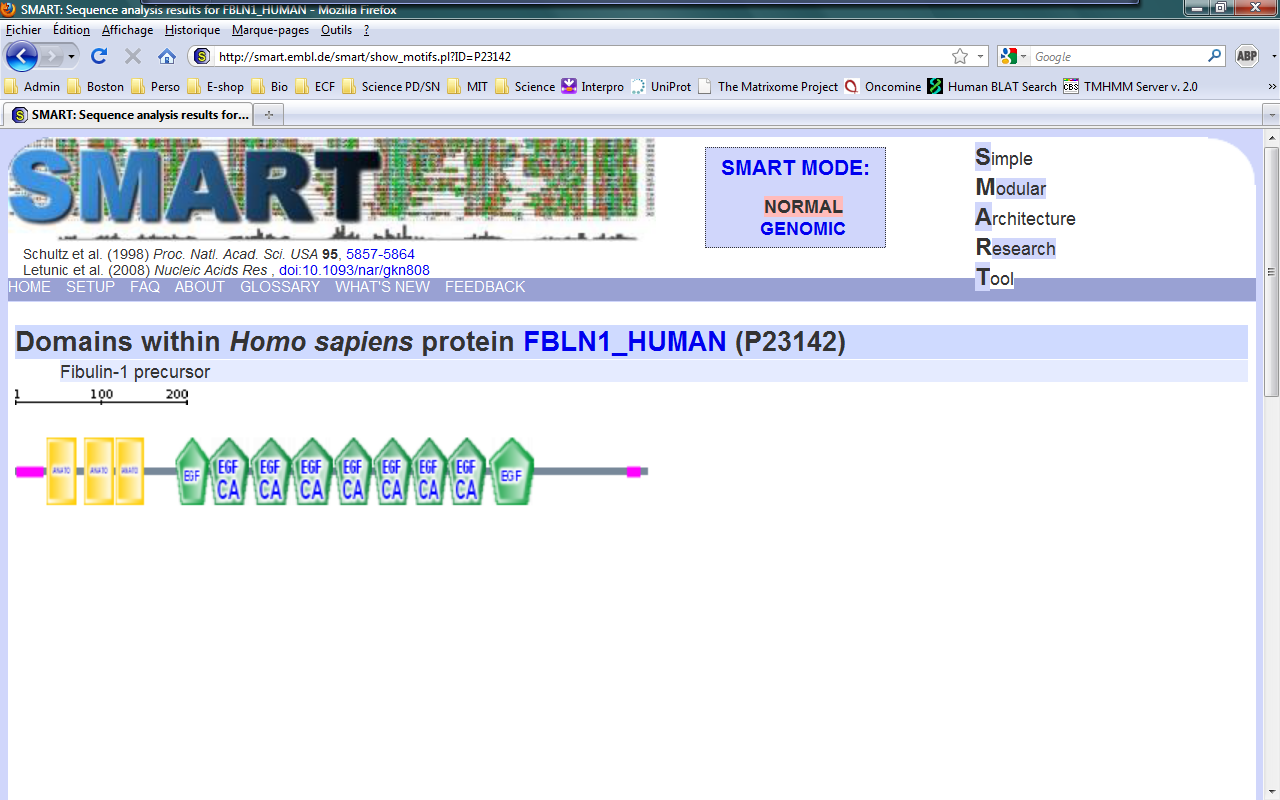 SMART: Sequence analysis results for FBLN1_HUMAN - Mozilla Firefox
Fichier Édition Affichage Historique Marque-pages Outils ?
http://smart.embl.de/smart/show_motifs.pl?ID=P23142 Google ABP
Admin Boston Perso E-shop Bio ECF Science PD/SN MIT Science Interpro UniProt The Matrixome Project Oncomine Human BLAT Search CBS TMHMM Server v. 2.0 »
SMART: Sequence analysis results for...
SMART
SMART MODE:
NORMAL
GENOMIC
Simple
Modular
Architecture
Research
Tool
Schultz et al. (1998) Proc. Natl. Acad. Sci. USA 95, 5857-5864
Letunic et al. (2008) Nucleic Acids Res , doi:10.1093/nar/gkn808
HOME SETUP FAQ ABOUT GLOSSARY WHAT'S NEW FEEDBACK
Domains within Homo sapiens protein FBLN1_HUMAN (P23142)
Fibulin-1 precursor
1 100 200
ANATO ANATO ANATO EGF EGF CA EGF CA EGF CA EGF CA EGF CA EGF CA EGF CA EGF